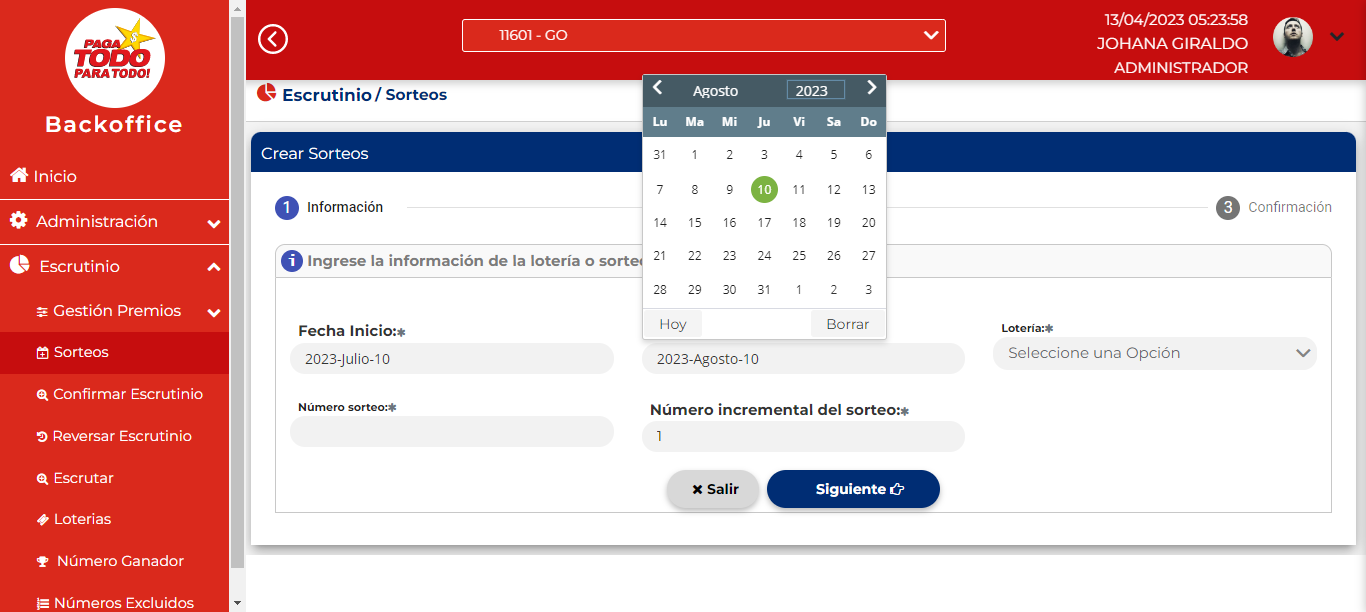 PAGA
TODO
PARA TODO!
Backoffice
Inicio
Administración
Escrutinio
Gestión Premios
Sorteos
Confirmar Escrutinio
Reversar Escrutinio
Escrutar
Loterias
Número Ganador
Números Excluidos
11601 - GO
13/04/2023 05:23:58
JOHANA GIRALDO
ADMINISTRADOR
Escrutinio / Sorteos
Crear Sorteos
1 Información
3 Confirmación
i Ingrese la información de la lotería o sorteo
Agosto 2023
Lu Ma Mi Ju Vi Sa Do
31 1 2 3 4 5 6
7 8 9 10 11 12 13
14 15 16 17 18 19 20
21 22 23 24 25 26 27
28 29 30 31 1 2 3
Hoy Borrar
Fecha Inicio:*
2023-Julio-10
2023-Agosto-10
Lotería:*
Seleccione una Opción
Número sorteo:*
Número incremental del sorteo:*
1
Salir
Siguiente